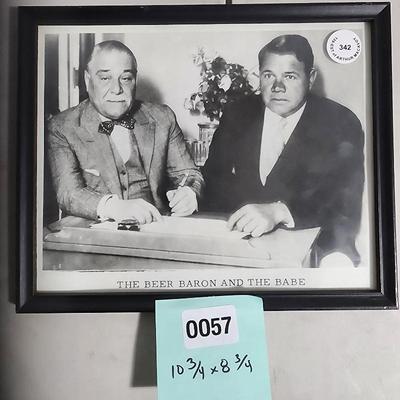 342
THE BEER BARON AND THE BABE
0057
10 3/4 x 8 3/4